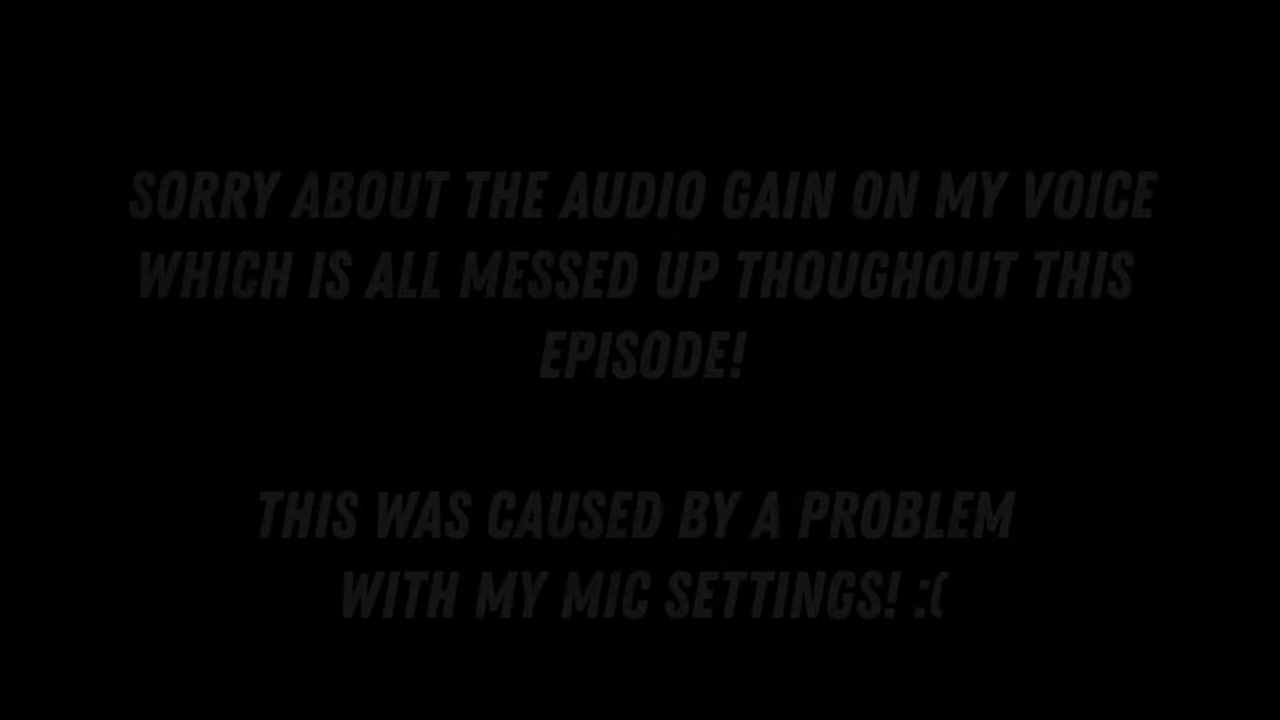 SORRY ABOUT THE AUDIO GAIN ON MY VOICE
WHICH IS ALL MESSED UP THOUGHOUT THIS
EPISODE!
THIS WAS CAUSED BY A PROBLEM
WITH MY MIC SETTINGS! :(